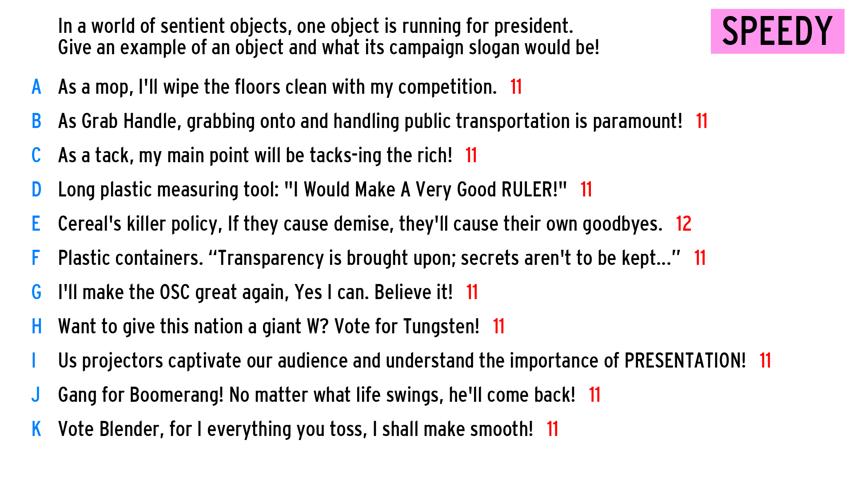 In a world of sentient objects, one object is running for president.
Give an example of an object and what its campaign slogan would be!
SPEEDY
A As a mop, I'll wipe the floors clean with my competition. 11
B As Grab Handle, grabbing onto and handling public transportation is paramount! 11
C As a tack, my main point will be tacks-ing the rich! 11
D Long plastic measuring tool: "I Would Make A Very Good RULER!" 11
E Cereal's killer policy, If they cause demise, they'll cause their own goodbyes. 12
F Plastic containers. “Transparency is brought upon; secrets aren't to be kept...” 11
G I'll make the OSC great again, Yes I can. Believe it! 11
H Want to give this nation a giant W? Vote for Tungsten! 11
I Us projectors captivate our audience and understand the importance of PRESENTATION! 11
J Gang for Boomerang! No matter what life swings, he'll come back! 11
K Vote Blender, for I everything you toss, I shall make smooth! 11